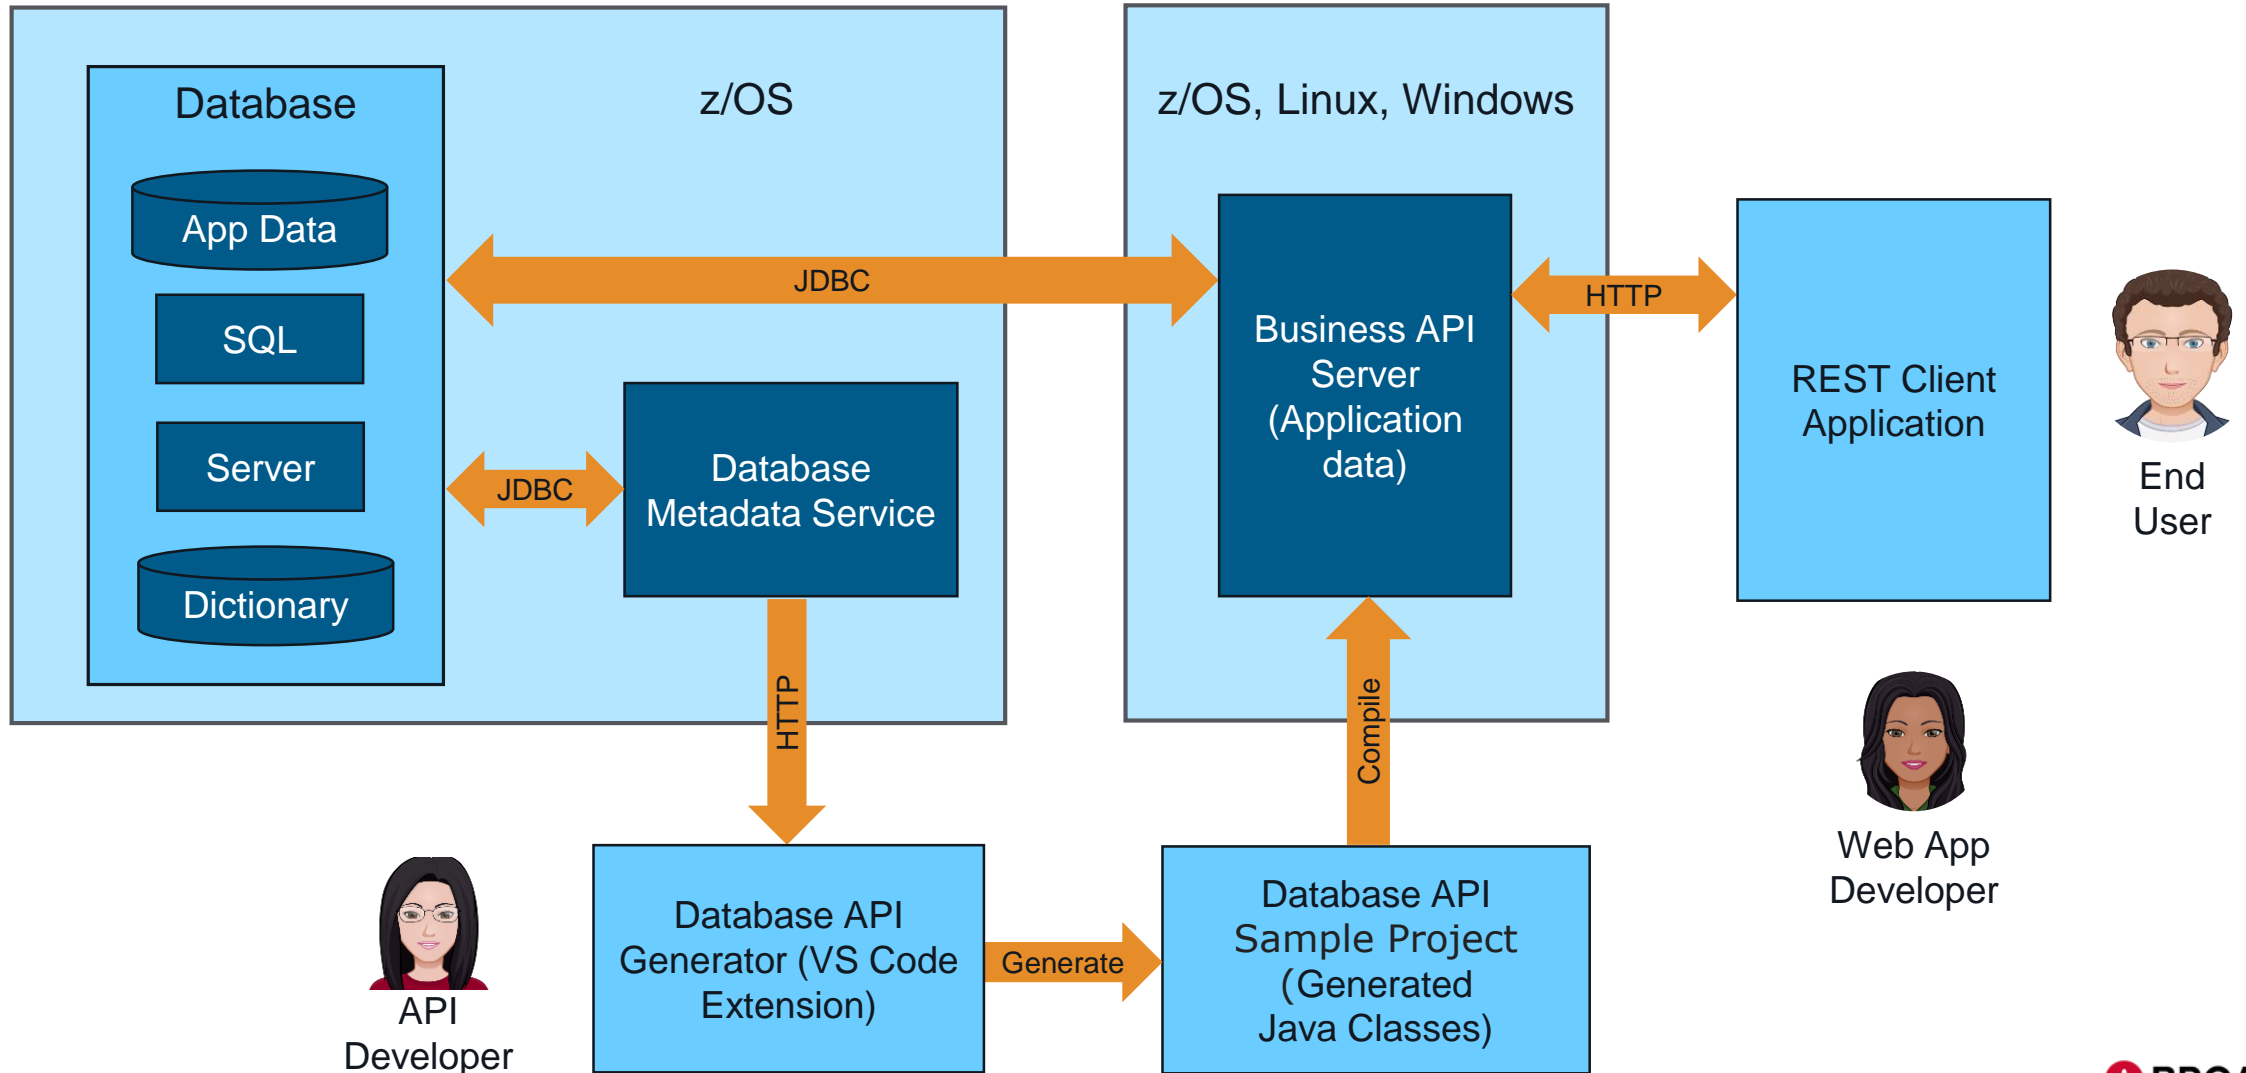 z/OS
Database
App Data
SQL
Server
Dictionary
JDBC
JDBC
Database
Metadata Service
HTTP
z/OS, Linux, Windows
Business API
Server
(Application
data)
HTTP
REST Client
Application
End
User
Compile
Web App
Developer
API
Developer
Database API
Generator (VS Code
Extension)
Generate
Database API
Sample Project
(Generated
Java Classes)